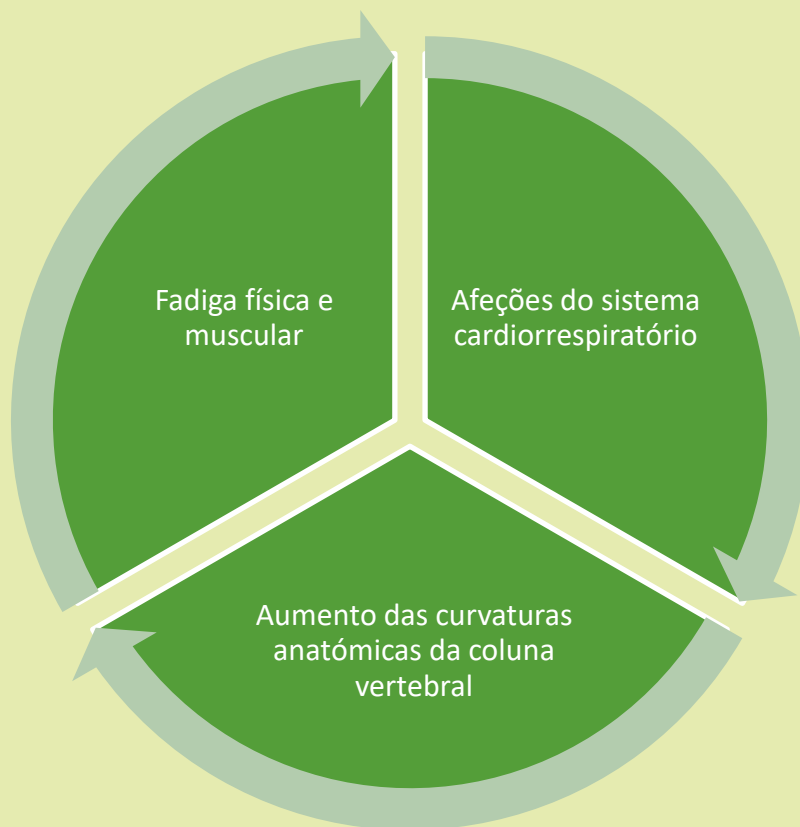 Fadiga física e
muscular
Afeções do sistema
cardiorrespiratório
Aumento das curvaturas
anatómicas da coluna
vertebral